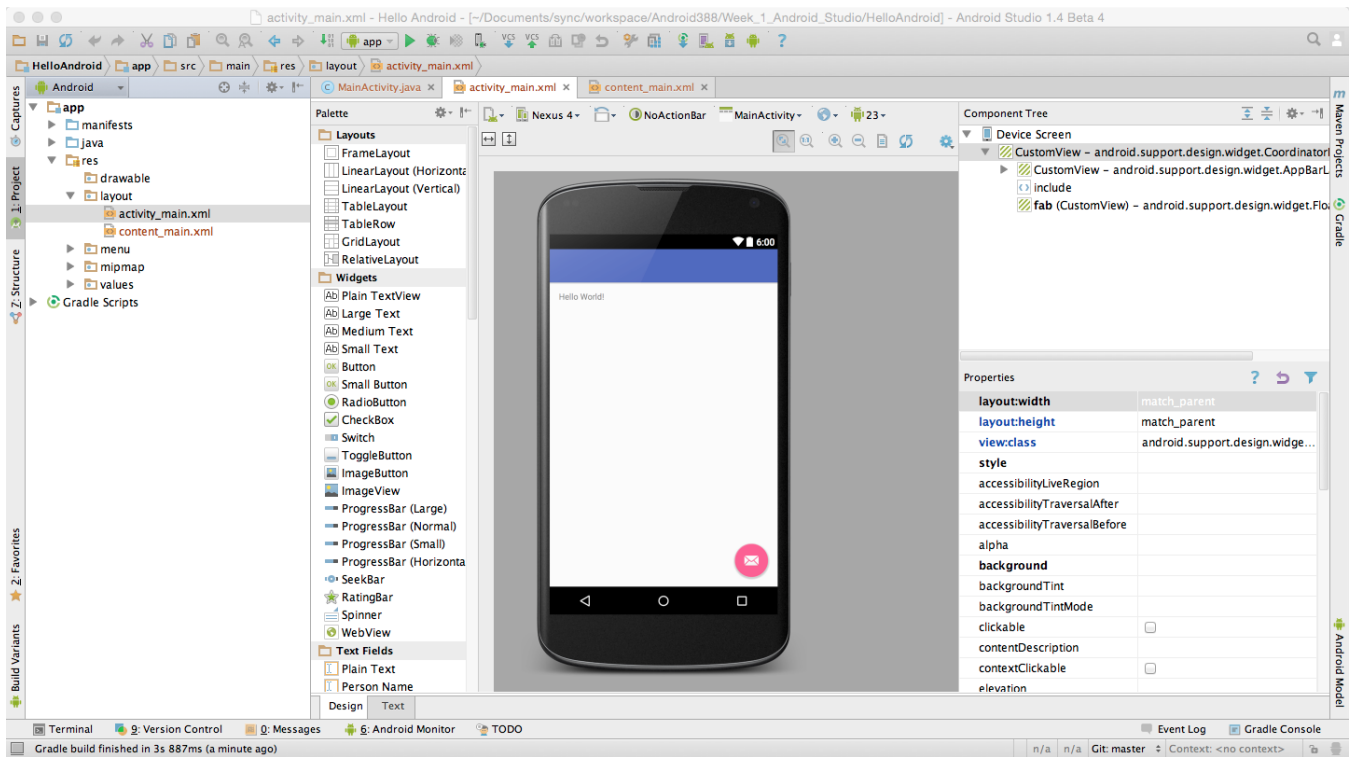 activity_main.xml - Hello Android - [~/Documents/sync/workspace/Android388/Week_1_Android_Studio/HelloAndroid] - Android Studio 1.4 Beta 4
VCS VCS
app
?
HelloAndroid app src main res layout activity_main.xml
Android
MainActivity.java activity_main.xml content_main.xml
Captures
1: Project
Z: Structure
2: Favorites
Build Variants
app
manifests
java
res
drawable
layout
activity_main.xml
content_main.xml
menu
mipmap
values
Gradle Scripts
Palette
Layouts
FrameLayout
LinearLayout (Horizonta
LinearLayout (Vertical)
TableLayout
TableRow
GridLayout
RelativeLayout
Widgets
Ab Plain TextView
Ab Large Text
Ab Medium Text
Ab Small Text
OK Button
OK Small Button
RadioButton
CheckBox
Switch
ToggleButton
ImageButton
ImageView
ProgressBar (Large)
ProgressBar (Normal)
ProgressBar (Small)
ProgressBar (Horizonta
SeekBar
RatingBar
Spinner
WebView
Text Fields
Plain Text
Person Name
Nexus 4 NoActionBar MainActivity 23
6:00
Hello World!
Design Text
Component Tree
Device Screen
CustomView – android.support.design.widget.Coordinatorl
CustomView – android.support.design.widget.AppBarL
include
fab (CustomView) – android.support.design.widget.Floa
Properties
?
layout:width match_parent
layout:height match_parent
view:class android.support.design.widge...
style
accessibilityLiveRegion
accessibilityTraversalAfter
accessibilityTraversalBefore
alpha
background
backgroundTint
backgroundTintMode
clickable
contentDescription
contextClickable
elevation
m
Maven Projects
Gradle
Android Model
Terminal 9: Version Control 0: Messages 6: Android Monitor TODO Event Log Gradle Console
Gradle build finished in 3s 887ms (a minute ago) n/a n/a Git: master Context: <no context>